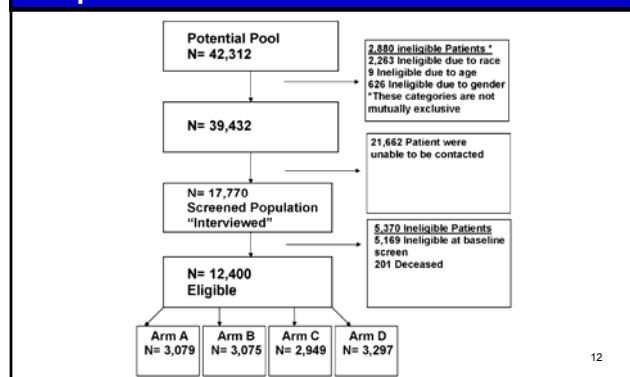 Potential Pool
N= 42,312
2,880 ineligible Patients *
2,263 Ineligible due to race
9 Ineligible due to age
626 Ineligible due to gender
*These categories are not
mutually exclusive
N= 39,432
21,662 Patient were
unable to be contacted
N= 17,770
Screened Population
“Interviewed”
5,370 Ineligible Patients
5,169 Ineligible at baseline
screen
201 Deceased
N= 12,400
Eligible
Arm A
N= 3,079
Arm B
N= 3,075
Arm C
N= 2,949
Arm D
N= 3,297
12